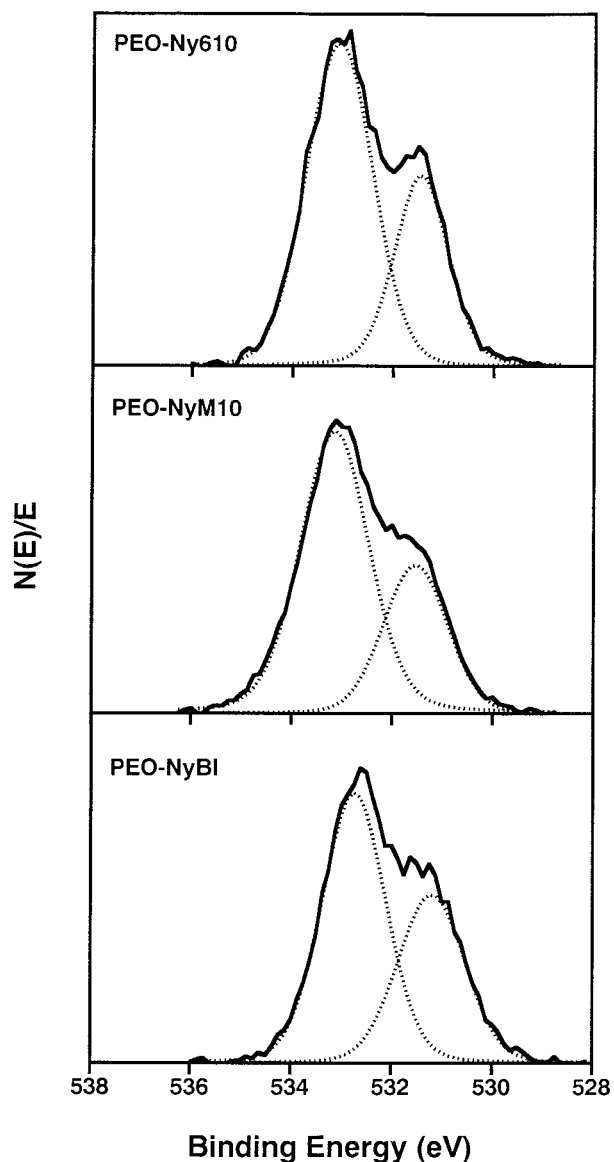 PEO-Ny610
PEO-NyM10
PEO-NyBI
N(E)/E
538 536 534 532 530 528
Binding Energy (eV)